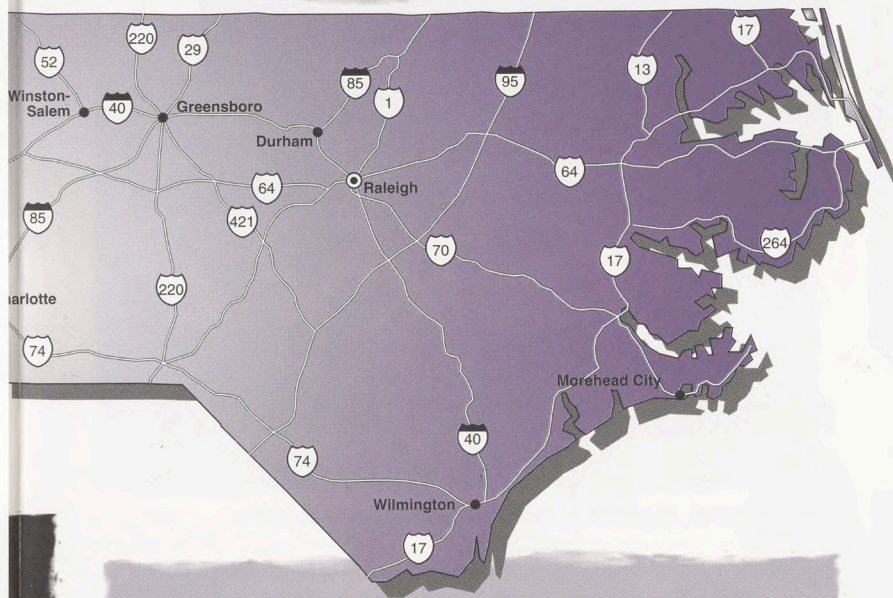 220
17
29
52
13
85
95
Winston-
Salem
40
Greensboro
1
Durham
64
64
Raleigh
85
421
264
70
17
220
harlotte
74
Morehead City
40
74
Wilmington
17